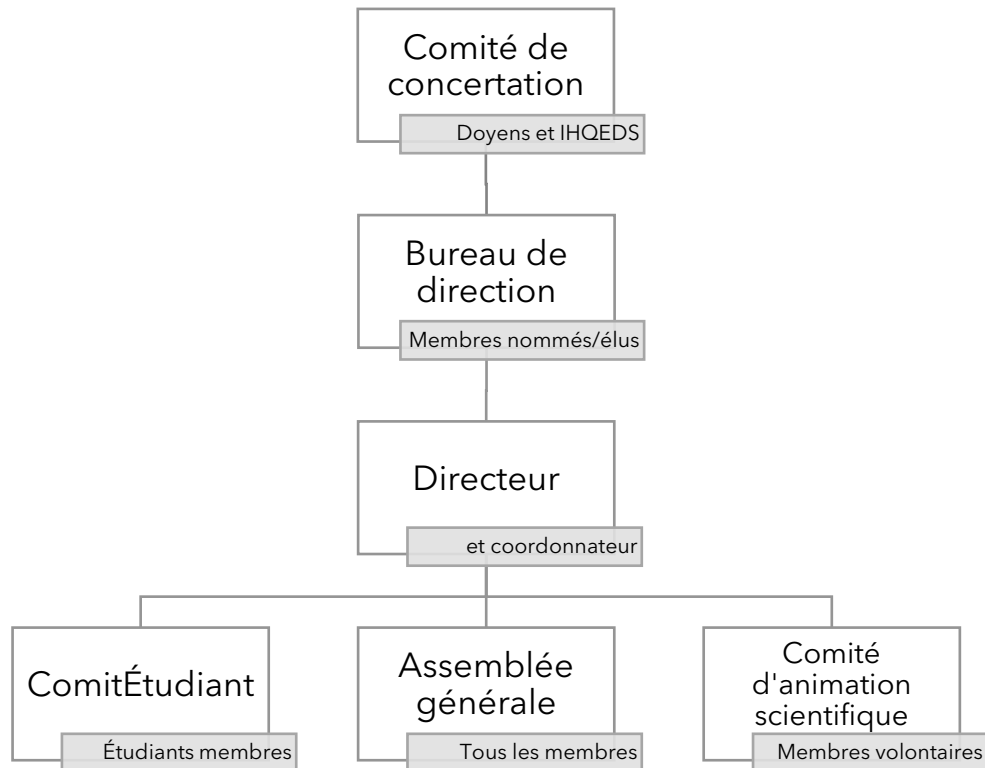 Comité de
concertation
Doyens et IHQEDS
Bureau de
direction
Membres nommés/élus
Directeur
et coordonnateur
ComitÉtudiant
Étudiants membres
Assemblée
générale
Tous les membres
Comité
d'animation
scientifique
Membres volontaires